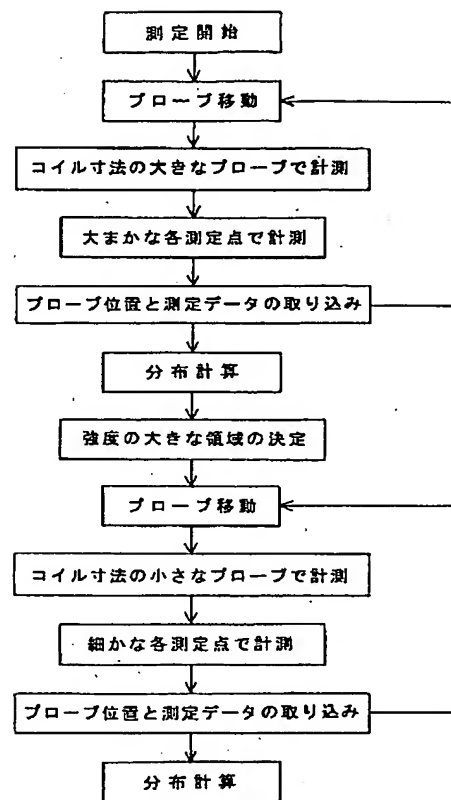 測定開始
プローブ移動
コイル寸法の大きなプローブで計測
大まかな各測定点で計測
プローブ位置と測定データの取り込み
分布計算
強度の大きな領域の決定
プローブ移動
コイル寸法の小さなプローブで計測
細かな各測定点で計測
プローブ位置と測定データの取り込み
分布計算